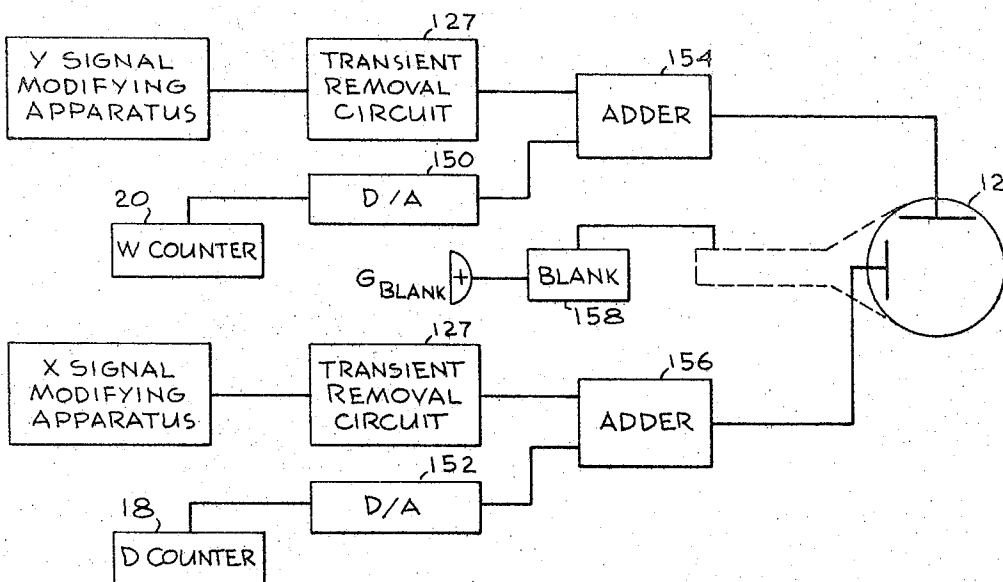 127
Y SIGNAL
MODIFYING
APPARATUS
TRANSIENT
REMOVAL
CIRCUIT
154
ADDER
150
D/A
20
W COUNTER
12
G BLANK
+
BLANK
158
127
X SIGNAL
MODIFYING
APPARATUS
TRANSIENT
REMOVAL
CIRCUIT
156
ADDER
152
D/A
18
D COUNTER